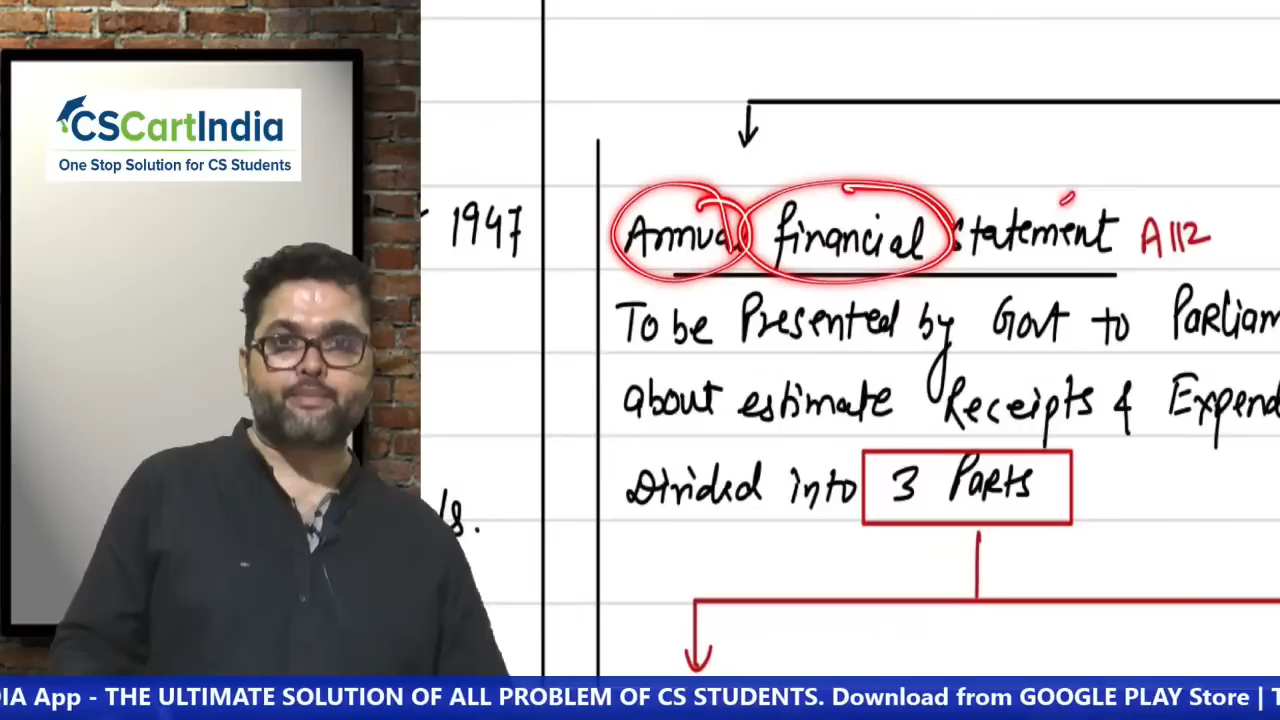 CSCartIndia
One Stop Solution for CS Students
1947
Annual financial statement A112
To be Presented by Govt to Parliam
about estimate Receipts & Expend
Divided into 3 Parts
/s.
DIA App - THE ULTIMATE SOLUTION OF ALL PROBLEM OF CS STUDENTS. Download from GOOGLE PLAY Store | T